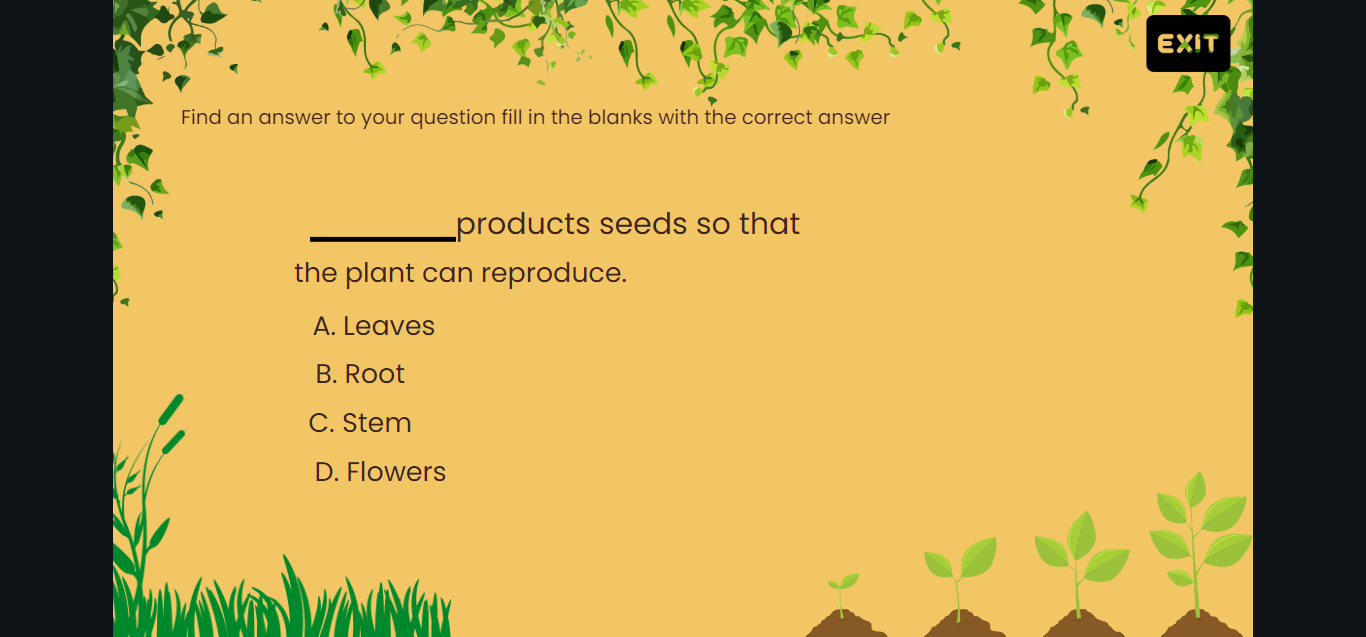 EXIT
Find an answer to your question fill in the blanks with the correct answer
________products seeds so that
the plant can reproduce.
A. Leaves
B. Root
C. Stem
D. Flowers